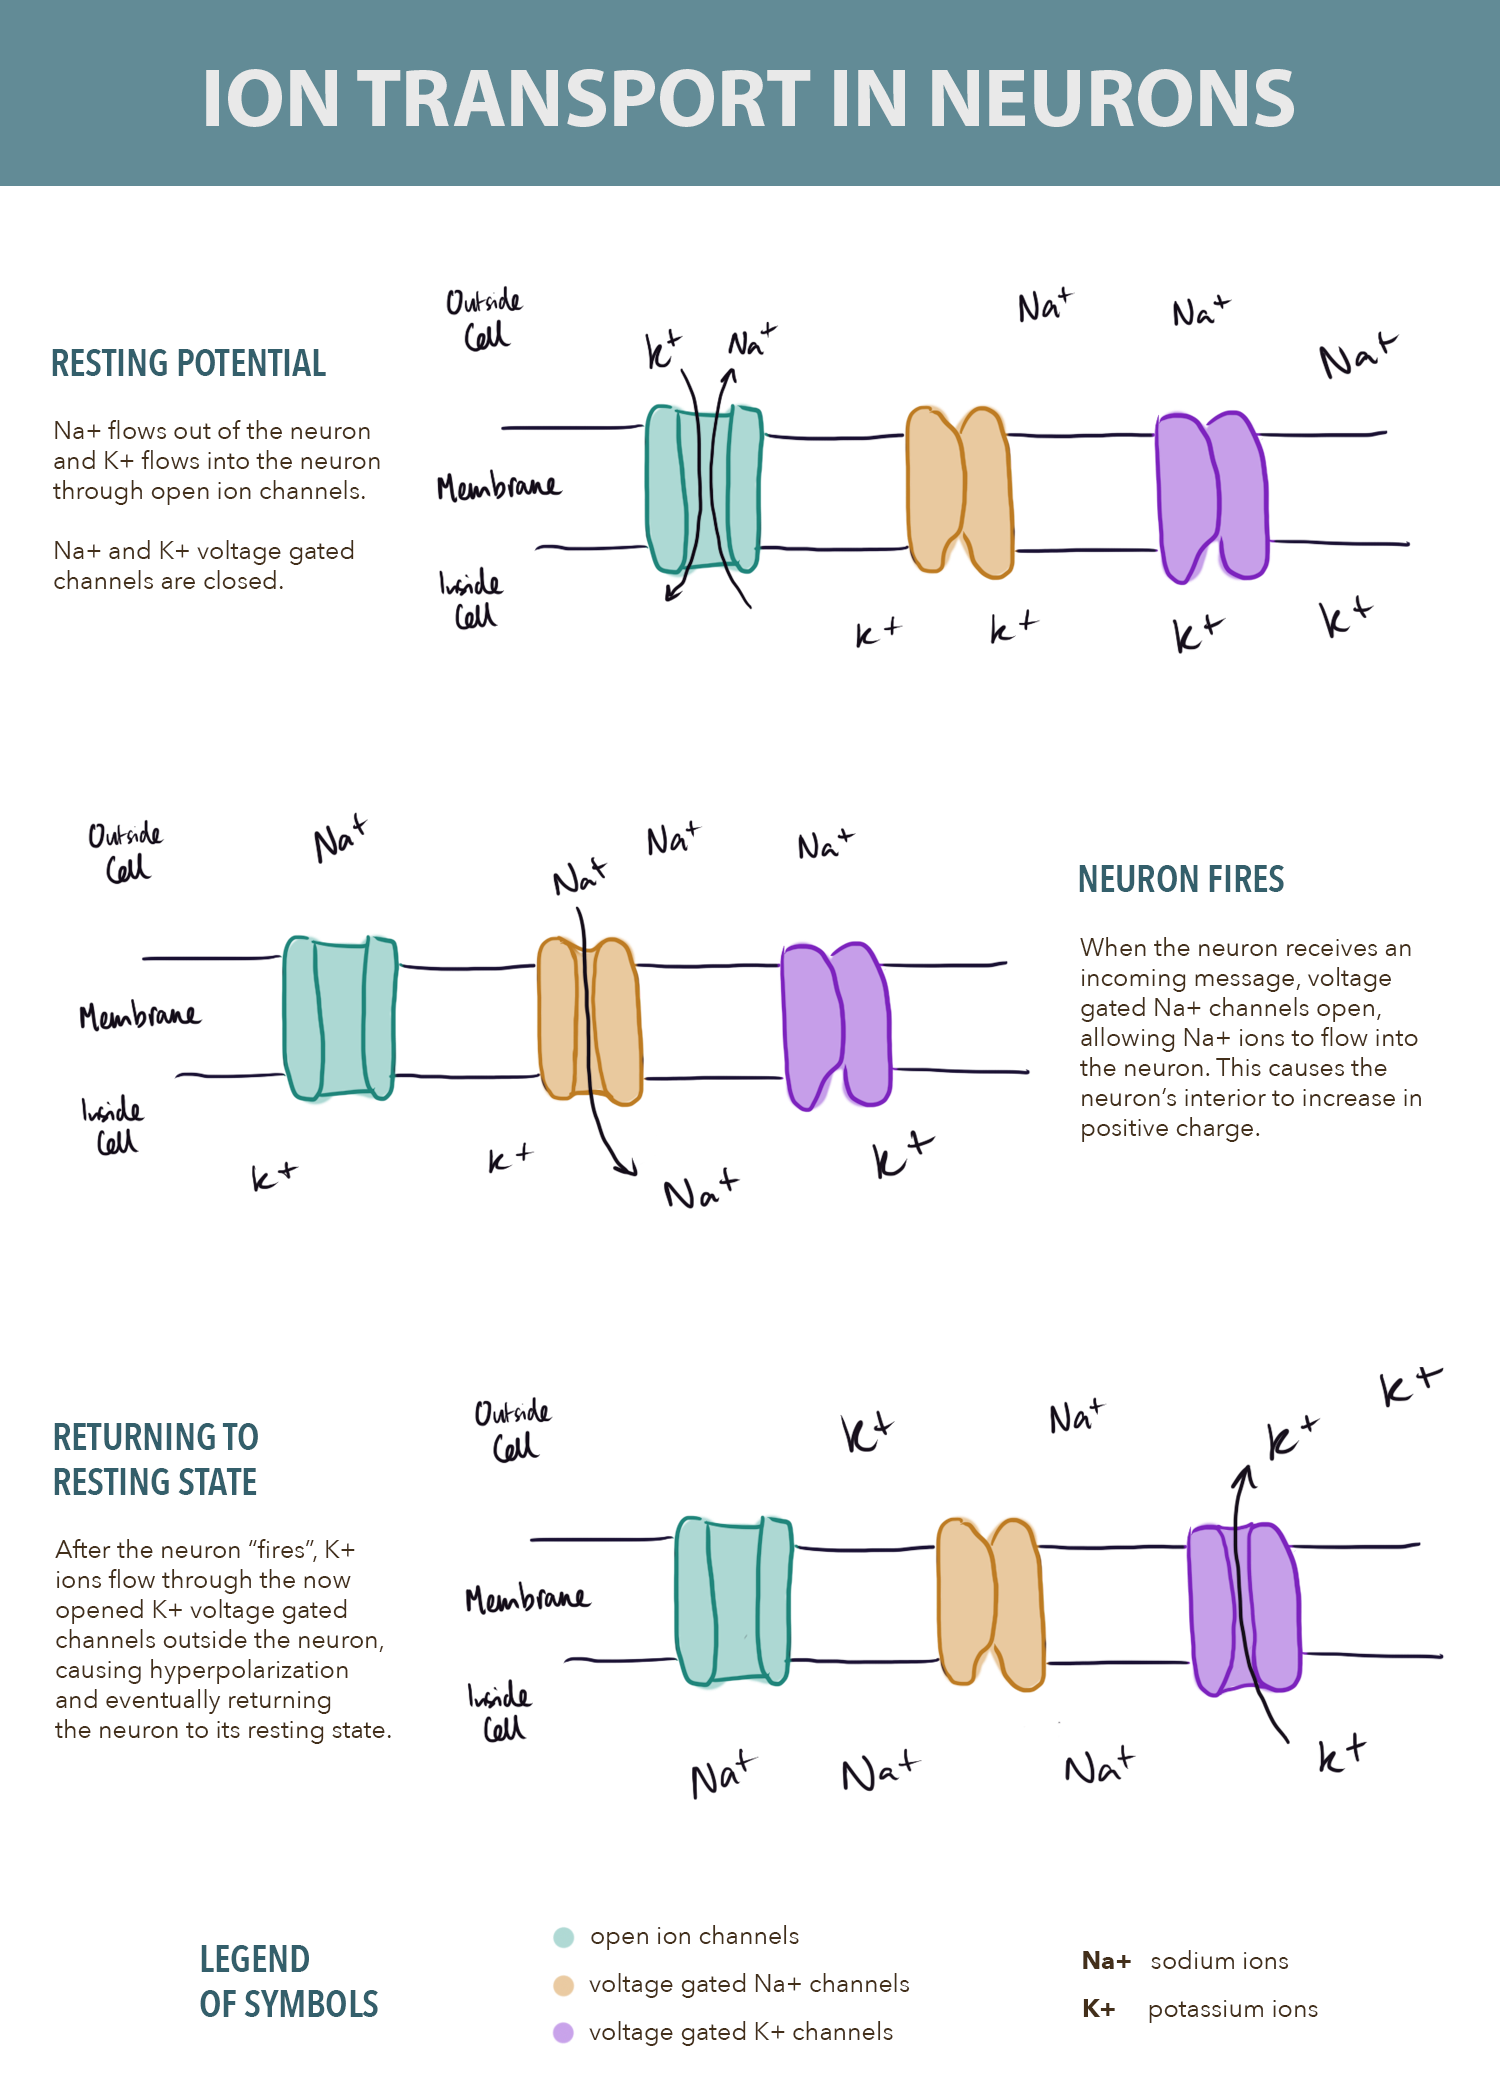 ION TRANSPORT IN NEURONS
RESTING POTENTIAL
Na+ flows out of the neuron
and K+ flows into the neuron
through open ion channels.
Na+ and K+ voltage gated
channels are closed.
Outside
Cell
K+ Na+ Na+ Na+ Na+
Membrane
Inside
Cell
K+ K+ K+ K+
Outside
Cell
Na+ Na+ Na+ Na+
Membrane
Inside
Cell
K+ K+ Na+ K+
NEURON FIRES
When the neuron receives an
incoming message, voltage
gated Na+ channels open,
allowing Na+ ions to flow into
the neuron. This causes the
neuron’s interior to increase in
positive charge.
RETURNING TO
RESTING STATE
After the neuron “fires”, K+
ions flow through the now
opened K+ voltage gated
channels outside the neuron,
causing hyperpolarization
and eventually returning
the neuron to its resting state.
Outside
Cell
K+ Na+ K+ K+
Membrane
Inside
Cell
Na+ Na+ Na+ K+
LEGEND
OF SYMBOLS
open ion channels
voltage gated Na+ channels
voltage gated K+ channels
Na+ sodium ions
K+ potassium ions